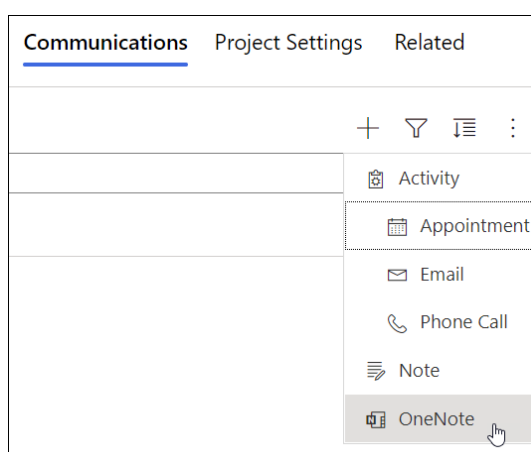 Communications Project Settings Related
Activity
Appointment
Email
Phone Call
Note
OneNote